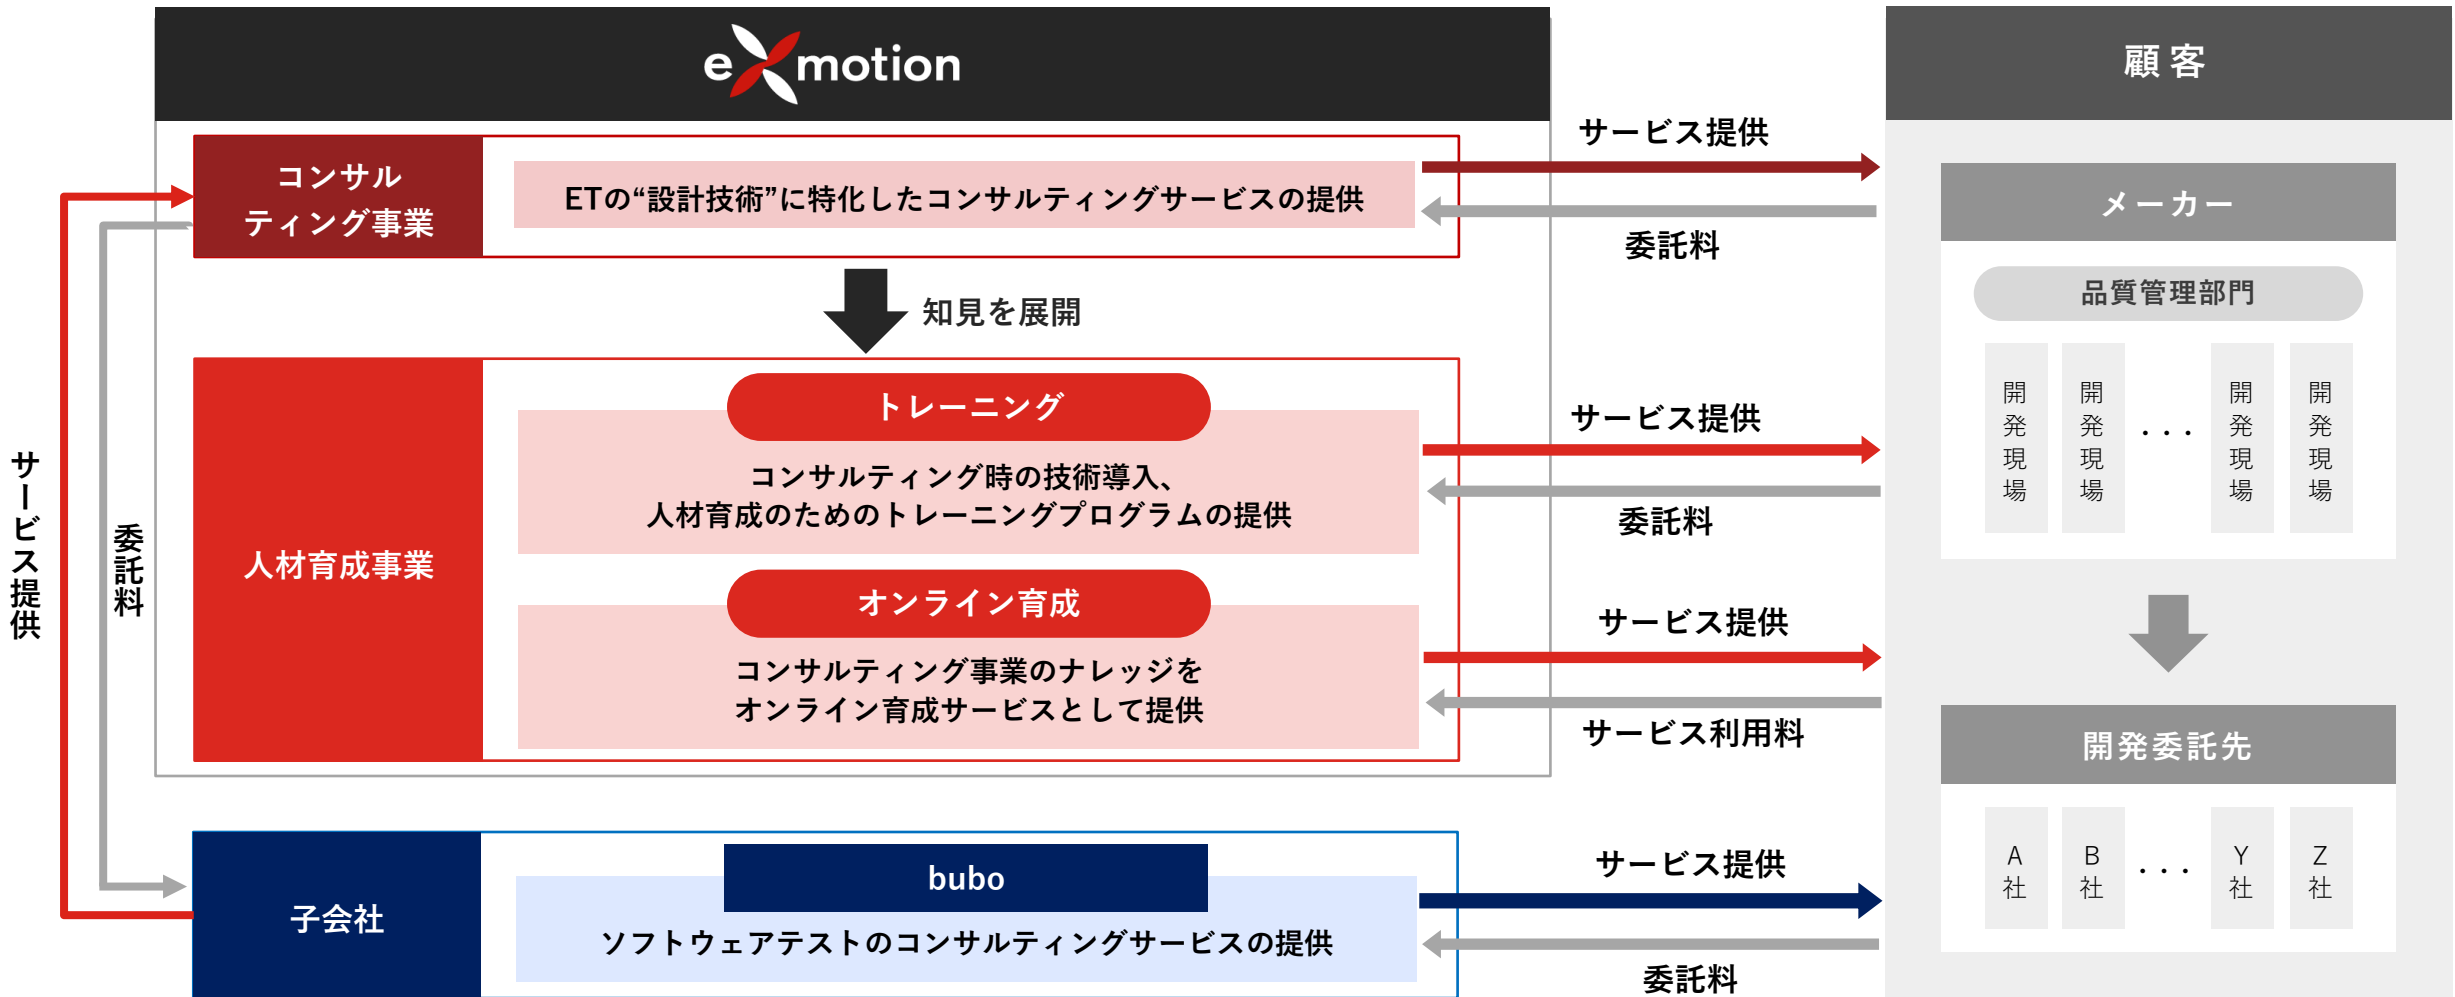 eXmotion
顧客
コンサル
ティング事業
ETの“設計技術”に特化したコンサルティングサービスの提供
サービス提供
委託料
知見を展開
人材育成事業
トレーニング
コンサルティング時の技術導入、
人材育成のためのトレーニングプログラムの提供
サービス提供
委託料
オンライン育成
コンサルティング事業のナレッジを
オンライン育成サービスとして提供
サービス提供
サービス利用料
サービス提供
委託料
子会社
bubo
ソフトウェアテストのコンサルティングサービスの提供
サービス提供
委託料
メーカー
品質管理部門
開発現場
開発現場
・・・
開発現場
開発現場
開発委託先
A社
B社
・・・
Y社
Z社